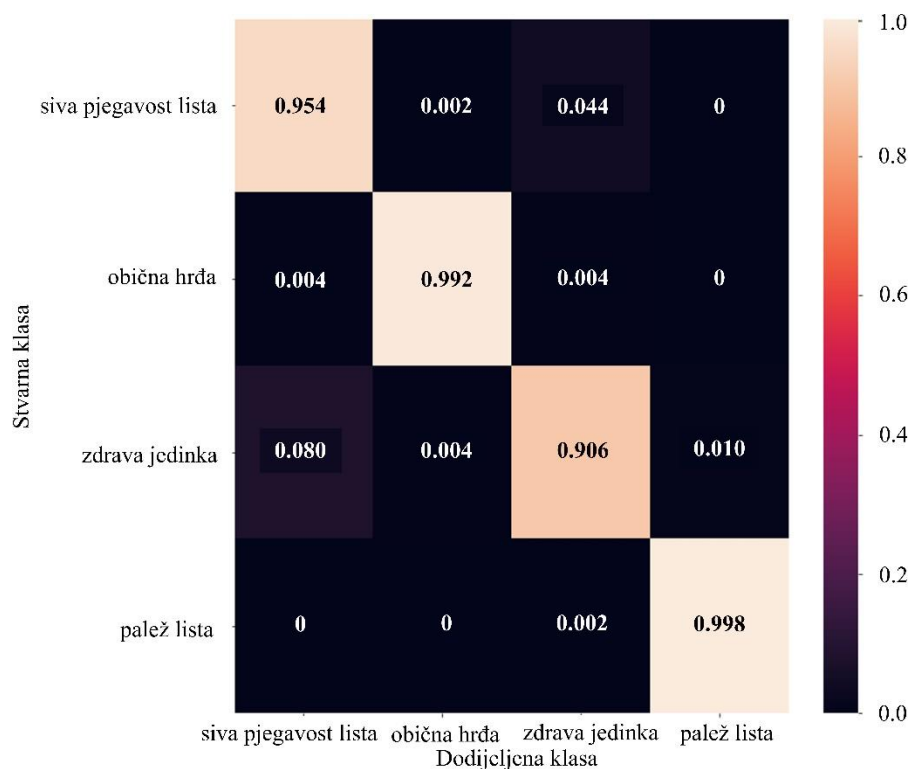 1.0
siva pjegavost lista 0.954 0.002 0.044 0
0.8
obična hrđa 0.004 0.992 0.004 0
0.6
Stvarna klasa
0.4
zdrava jedinka 0.080 0.004 0.906 0.010
0.2
palež lista 0 0 0.002 0.998
0.0
siva pjegavost lista obična hrđa zdrava jedinka palež lista
Dodijeljena klasa